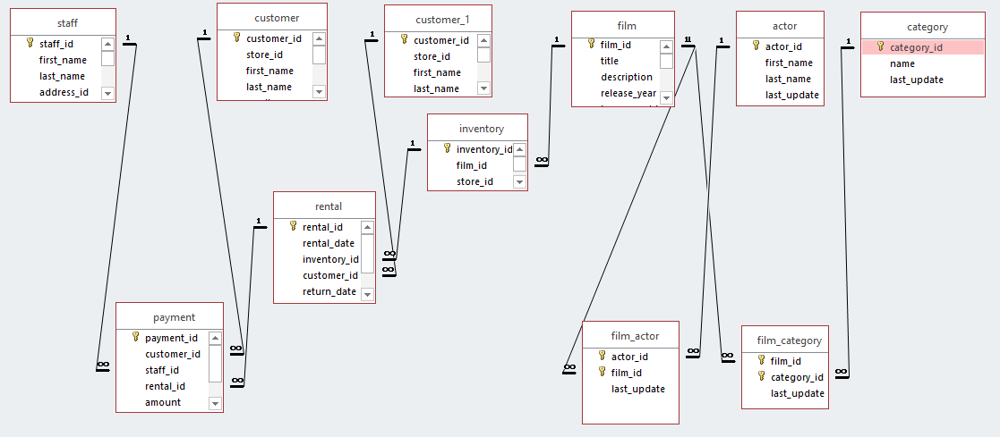 staff
staff_id
first_name
last_name
address_id
customer
customer_id
store_id
first_name
last_name
customer_1
customer_id
store_id
first_name
last_name
film
film_id
title
description
release_year
actor
actor_id
first_name
last_name
last_update
category
category_id
name
last_update
inventory
inventory_id
film_id
store_id
rental
rental_id
rental_date
inventory_id
customer_id
return_date
payment
payment_id
customer_id
staff_id
rental_id
amount
film_actor
actor_id
film_id
last_update
film_category
film_id
category_id
last_update
1
1
1
1
11
1
1
1
1
∞
∞
∞
∞
∞
∞
∞
∞
∞
∞